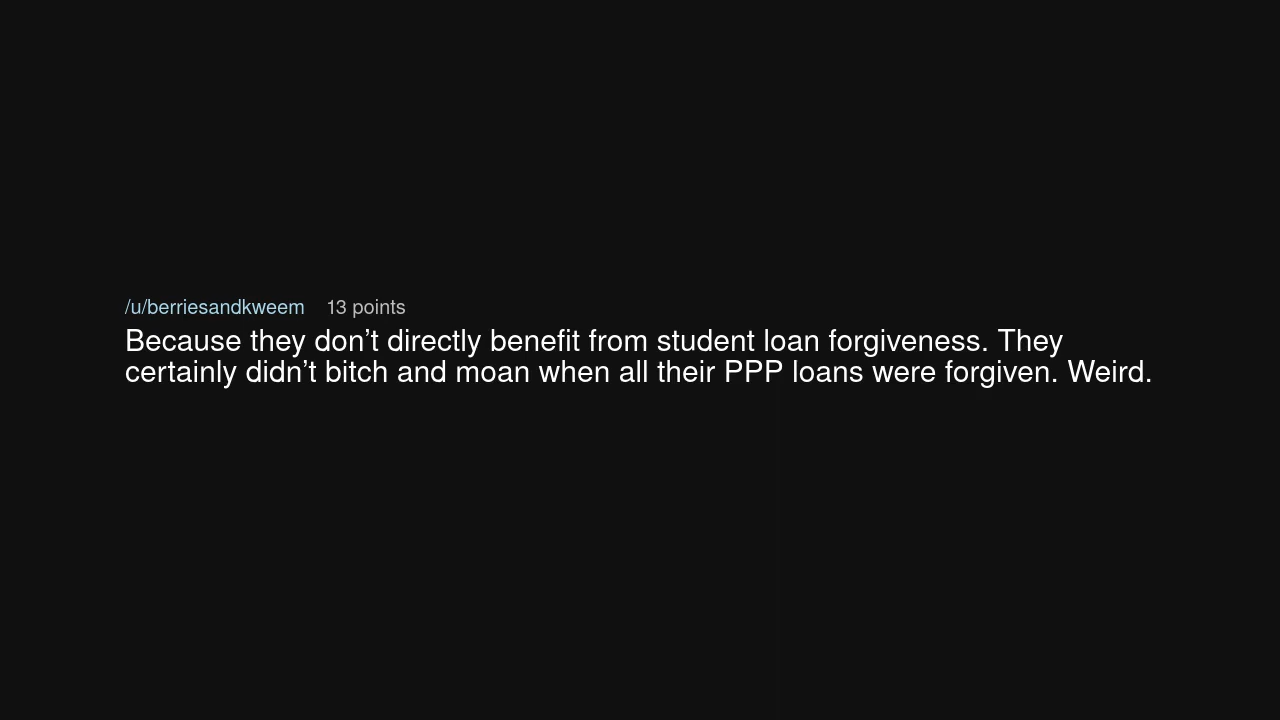 /u/berriesandkweem 13 points
Because they don’t directly benefit from student loan forgiveness. They
certainly didn’t bitch and moan when all their PPP loans were forgiven. Weird.